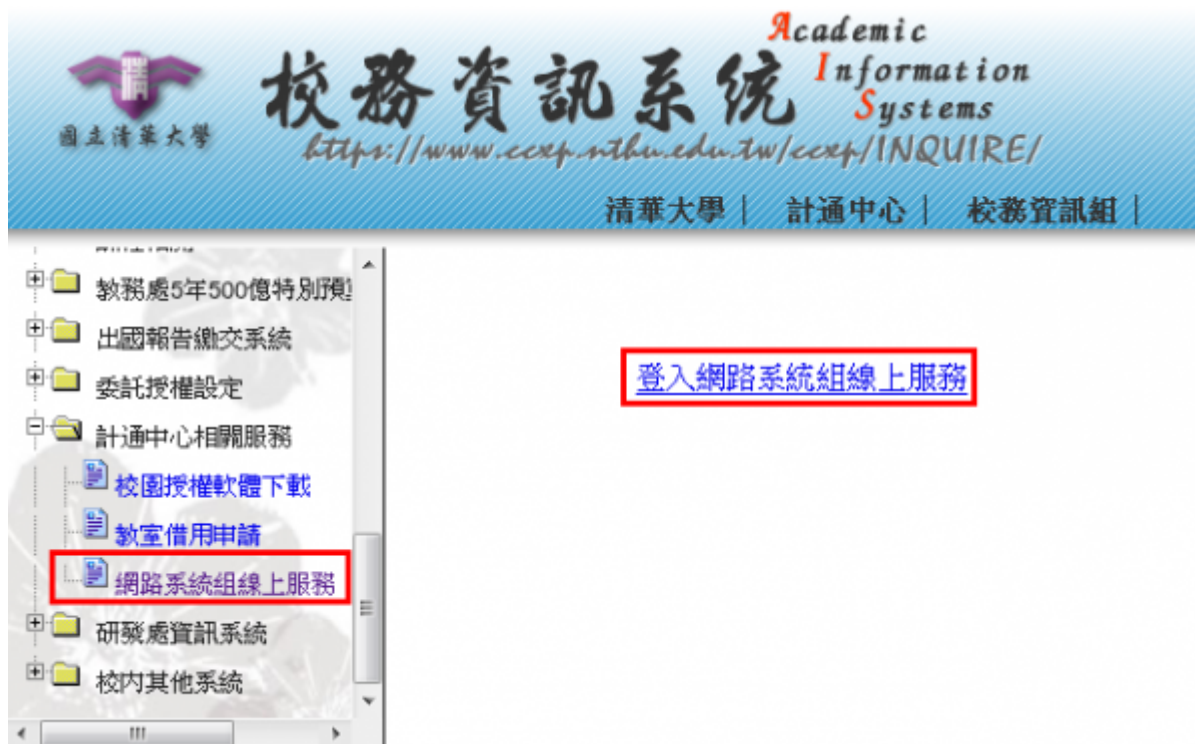 國立清華大學
校務資訊系統
Academic
Information
Systems
https://www.ccxp.nthu.edu.tw/ccxp/INQUIRE/
清華大學│ 計通中心│ 校務資訊組│
教務處5年500億特別預
出國報告繳交系統
委託授權設定
計通中心相關服務
校園授權軟體下載
教室借用申請
網路系統組線上服務
研發處資訊系統
校內其他系統
登入網路系統組線上服務